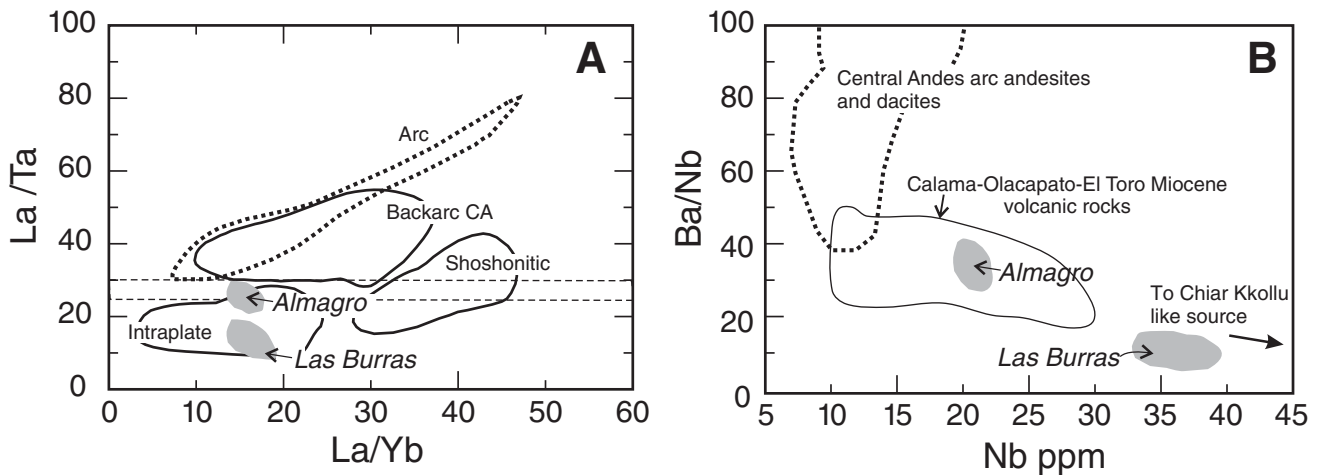 A
La /Ta
100
80
60
40
20
0
Arc
Backarc CA
Shoshonitic
Almagro
Intraplate
Las Burras
0 10 20 30 40 50 60
La/Yb
B
Ba/Nb
100
80
60
40
20
0
Central Andes arc andesites
and dacites
Calama-Olacapato-El Toro Miocene
volcanic rocks
Almagro
To Chiar Kkollu
like source
Las Burras
5 10 15 20 25 30 35 40 45
Nb ppm